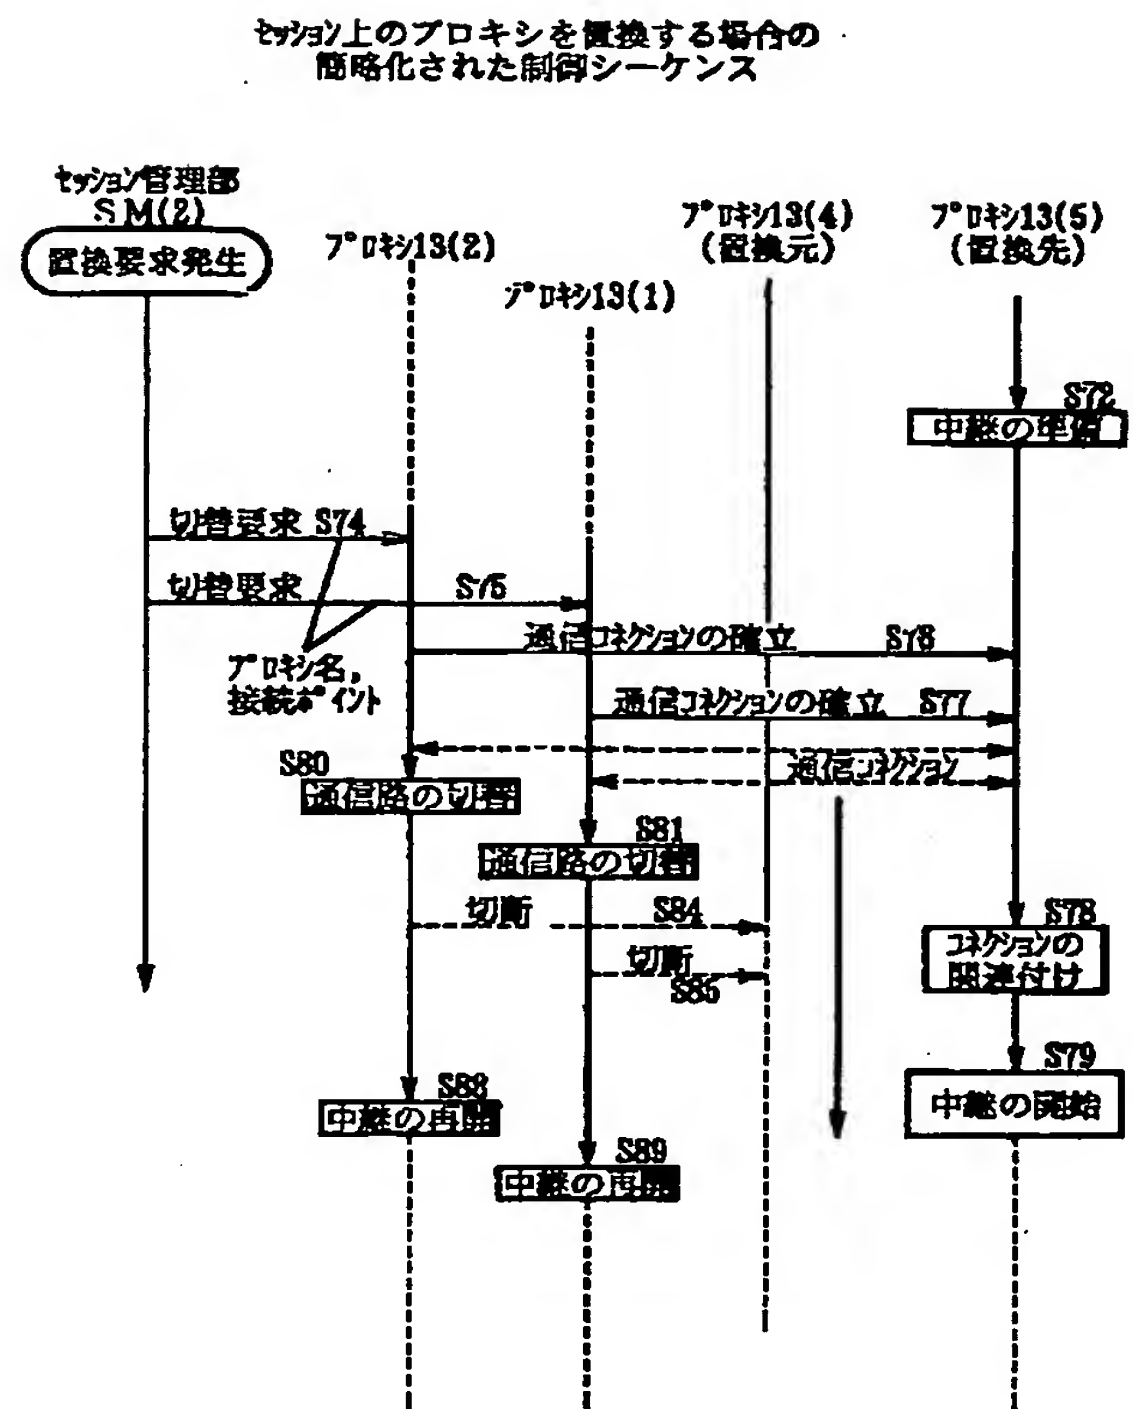 セッション上のプロキシを置換する場合の
簡略化された制御シーケンス
セッション管理部
SM(2)
置換要求発生
プロキシ13(2)
プロキシ13(1)
プロキシ13(4)
(置換元)
プロキシ13(5)
(置換先)
S72
中継の準備
切替要求 S74
切替要求 S75
プロキシ名,
接続ポイント
通信コネクションの確立 S76
通信コネクションの確立 S77
通信コネクション
S80
通信路の切替
S81
通信路の切替
切断 S84
切断
S85
S78
コネクションの
関連付け
S79
中継の開始
S88
中継の再開
S89
中継の再開